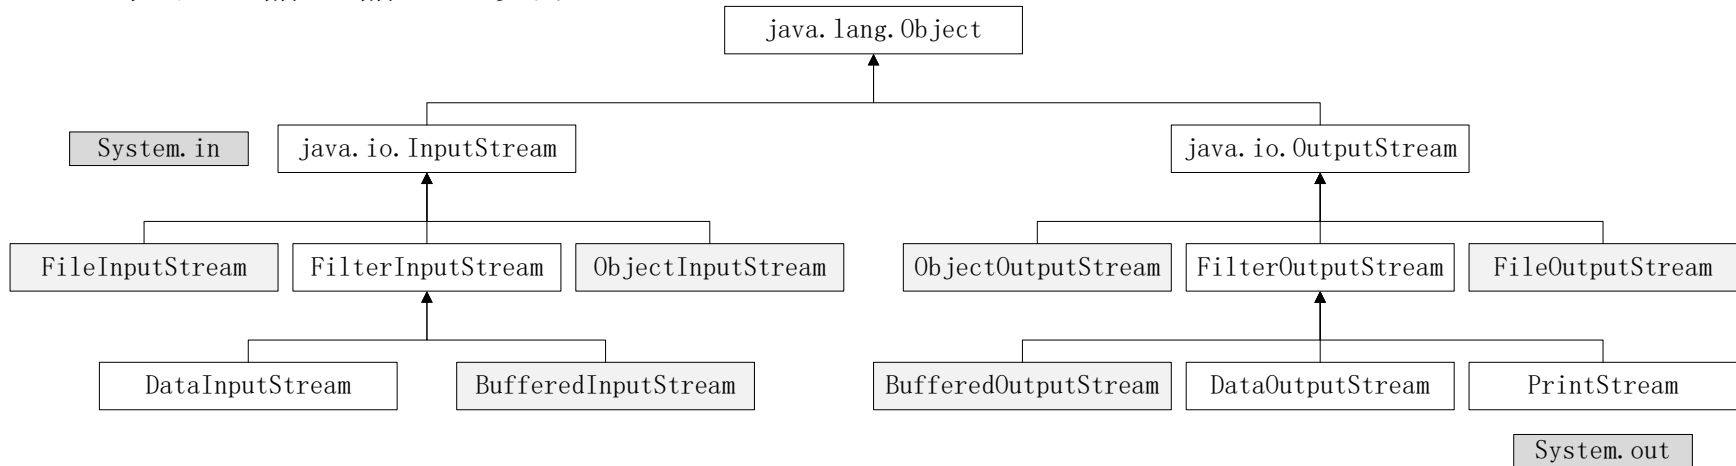 java.lang.Object
System.in
java.io.InputStream
java.io.OutputStream
FileInputStream
FilterInputStream
ObjectInputStream
ObjectOutputStream
FilterOutputStream
FileOutputStream
DataInputStream
BufferedInputStream
BufferedOutputStream
DataOutputStream
PrintStream
System.out